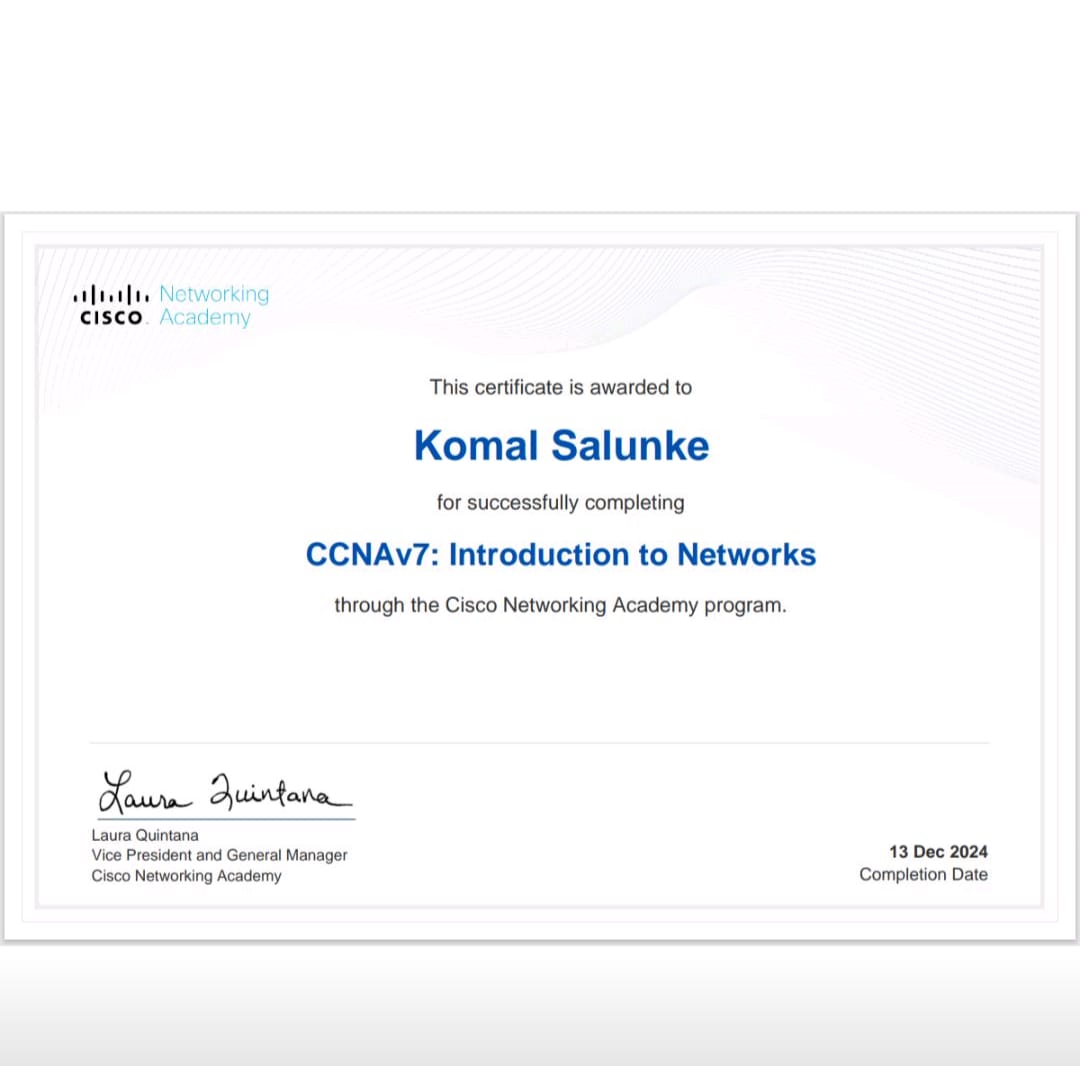 Networking
CISCO Academy
This certificate is awarded to
Komal Salunke
for successfully completing
CCNAv7: Introduction to Networks
through the Cisco Networking Academy program.
Laura Quintana
Laura Quintana
Vice President and General Manager
Cisco Networking Academy
13 Dec 2024
Completion Date